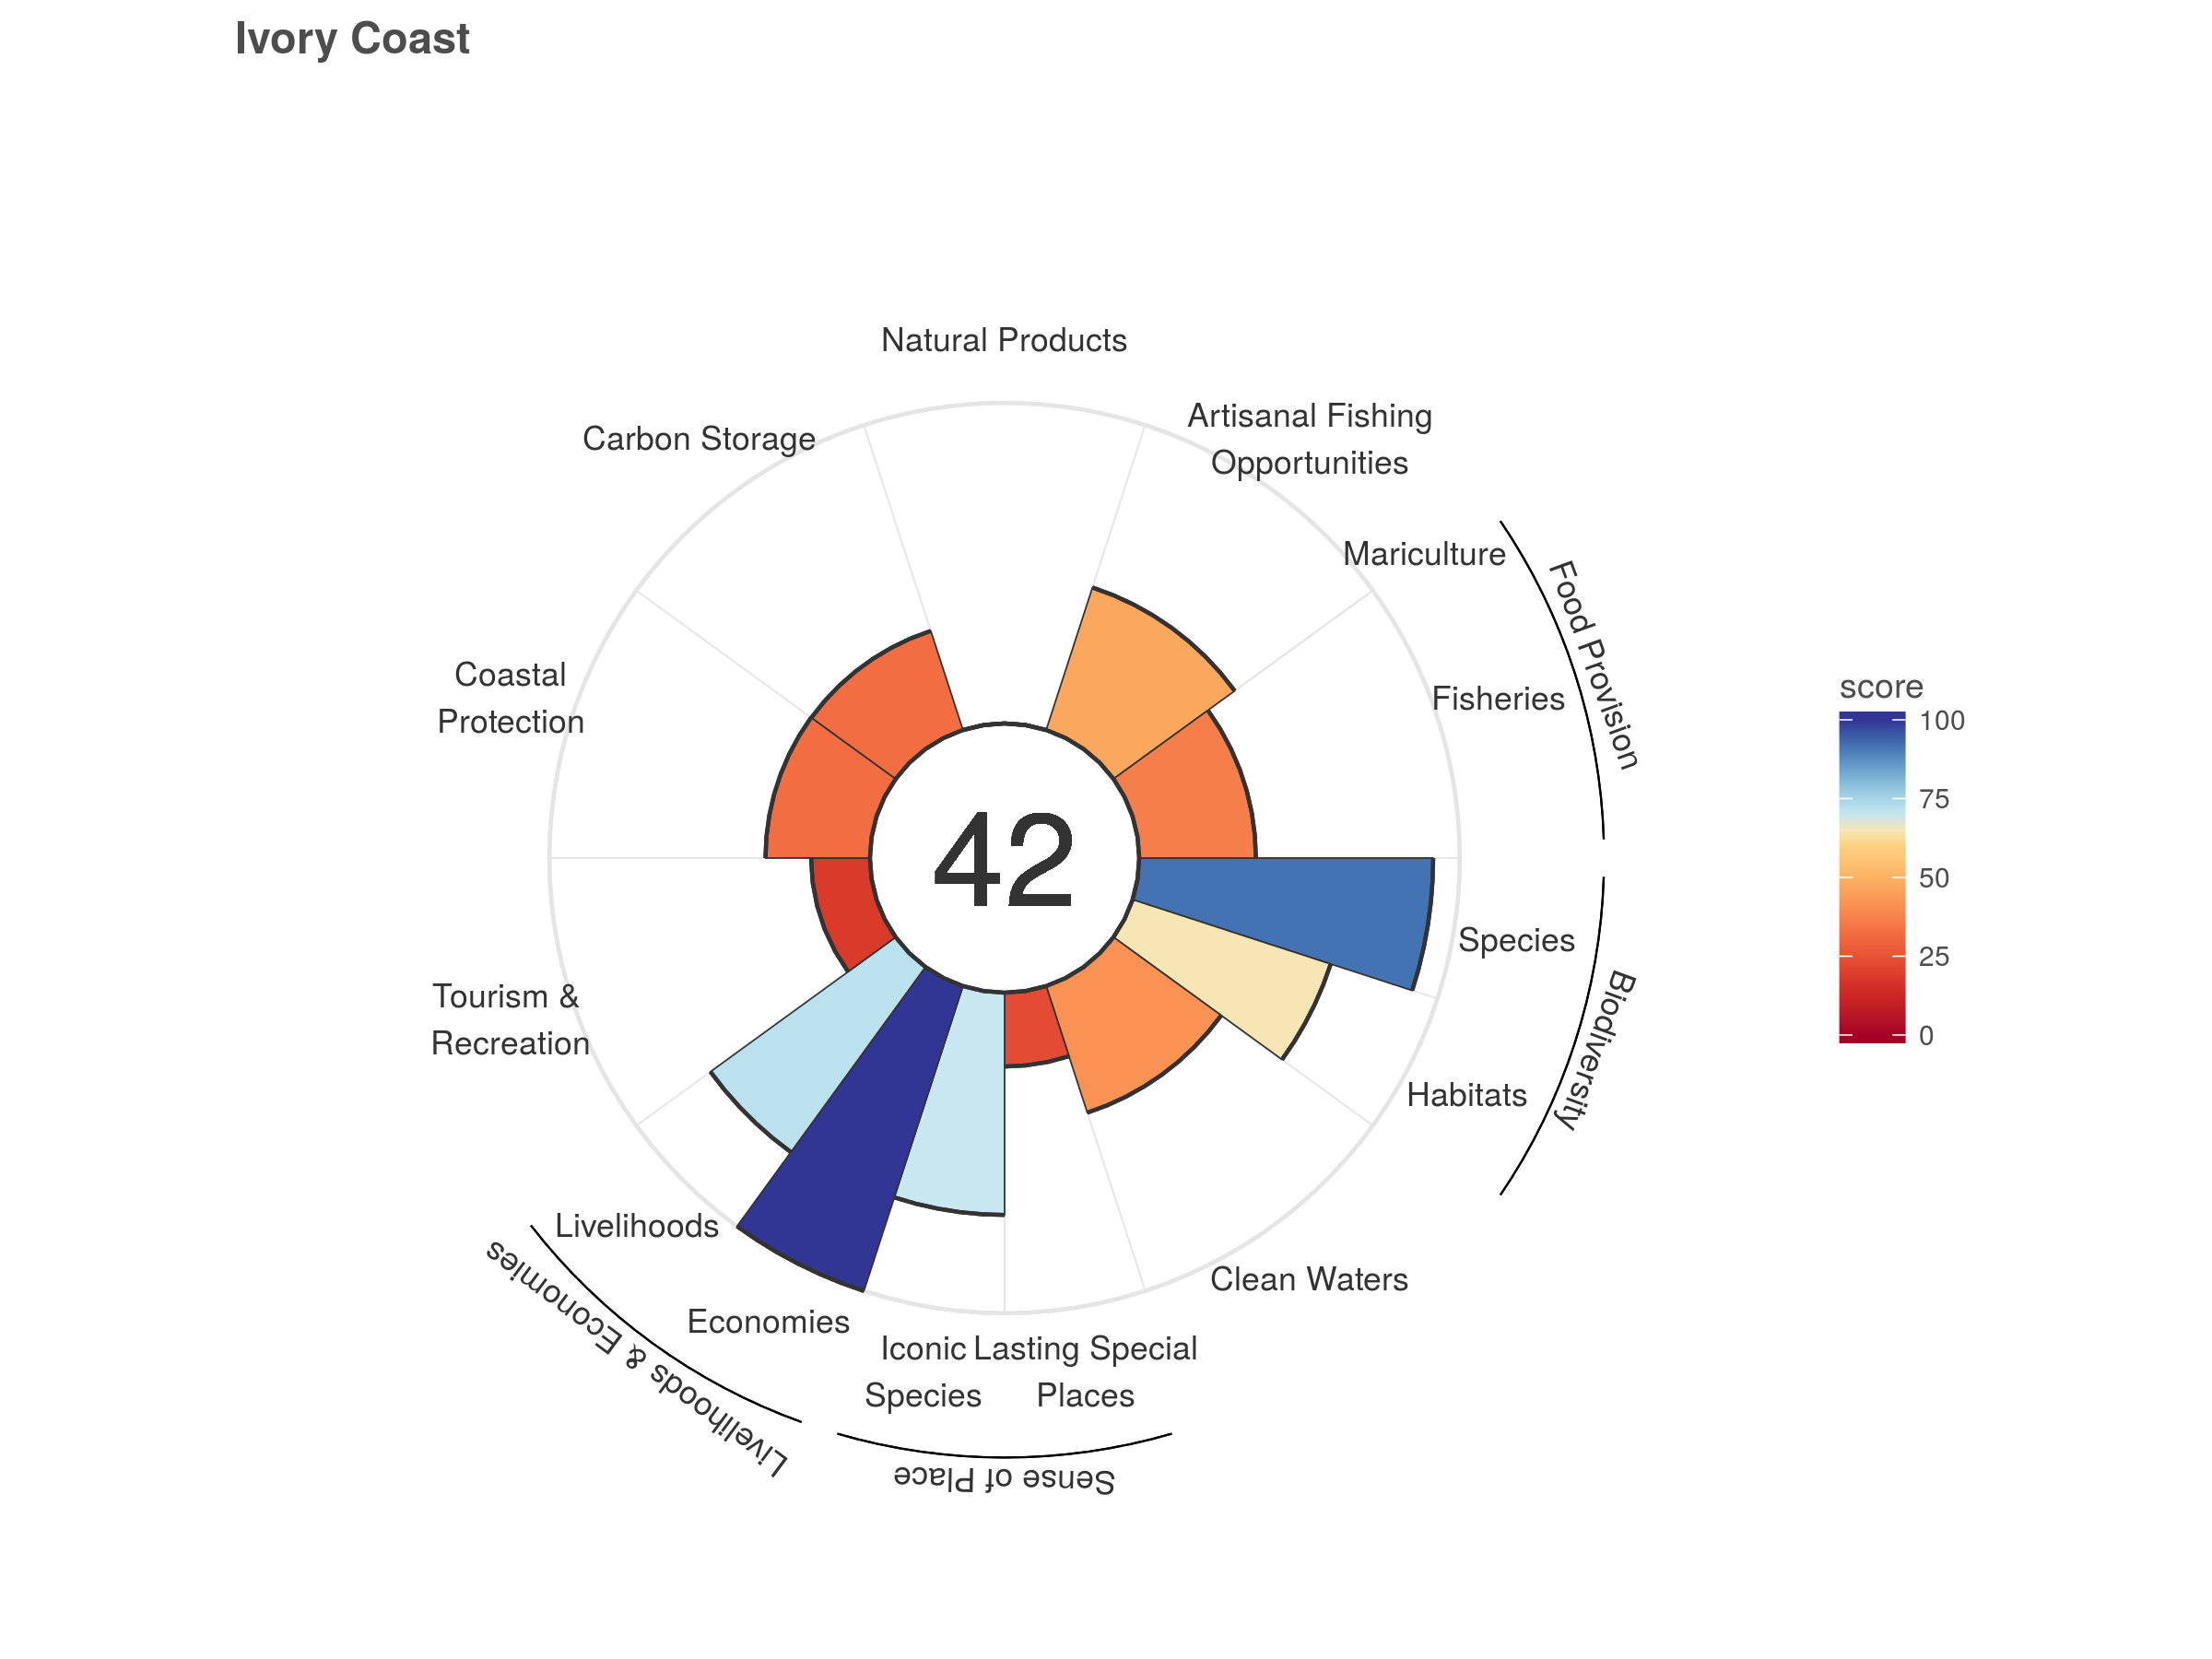 Ivory Coast
Natural Products
Artisanal Fishing
Opportunities
Carbon Storage
Mariculture
Food Provision
Coastal
Protection
Fisheries
score
100
75
50
25
0
42
Species
Biodiversity
Tourism &
Recreation
Habitats
Livelihoods
Clean Waters
Economies
Livelihoods & Economies
Iconic
Species
Lasting Special
Places
Sense of Place